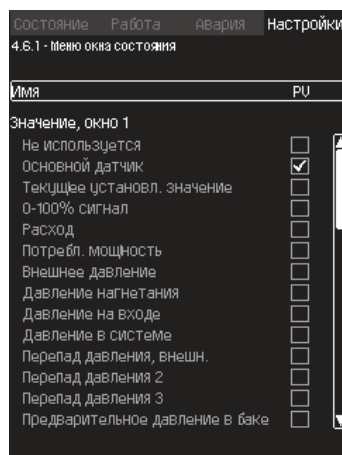 Состояние Работа Авария Настройки
4.6.1 - Меню окна состояния
Имя PV
Значение, окно 1
Не используется
Основной датчик
Текущее установл. значение
0-100% сигнал
Расход
Потребл. мощность
Внешнее давление
Давление нагнетания
Давление на входе
Давление в системе
Перепад давления, внешн.
Перепад давления 2
Перепад давления 3
Предварительное давление в баке